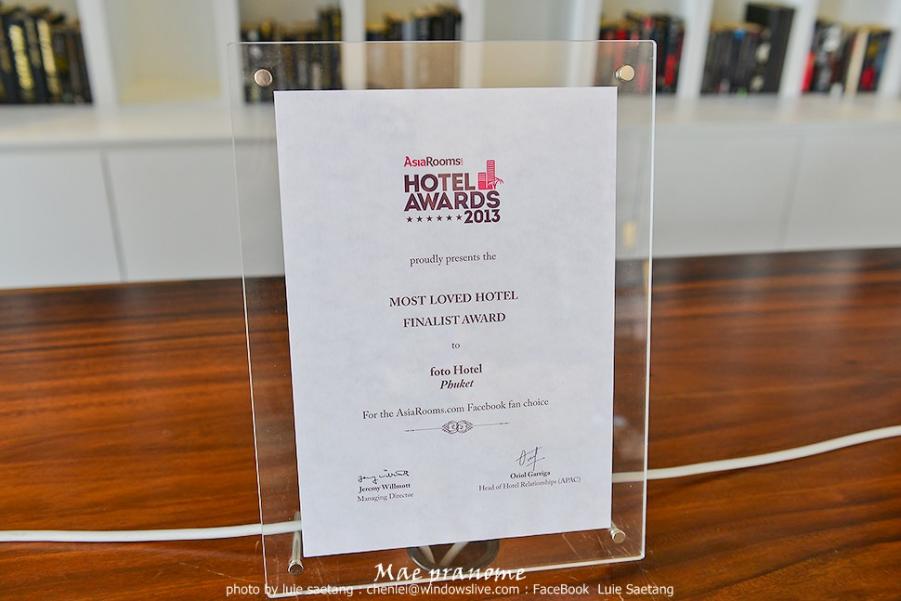 AsiaRooms.com
HOTEL
AWARDS
★★★★★★ 2013
proudly presents the
MOST LOVED HOTEL
FINALIST AWARD
to
foto Hotel
Phuket
For the AsiaRooms.com Facebook fan choice
Jeremy Willmott
Managing Director
Oriol Garriga
Head of Hotel Relationships (APAC)
Mae pranome
photo by luie saetang : chenlei@windowslive.com : FaceBook Luie Saetang